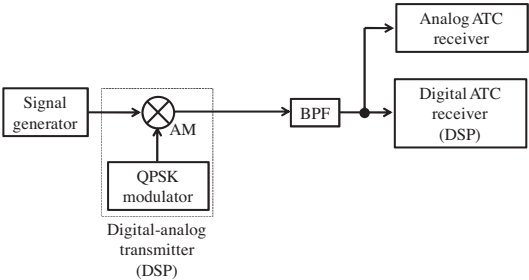 Analog ATC
receiver
Signal
generator
AM
BPF
Digital ATC
receiver
(DSP)
QPSK
modulator
Digital-analog
transmitter
(DSP)